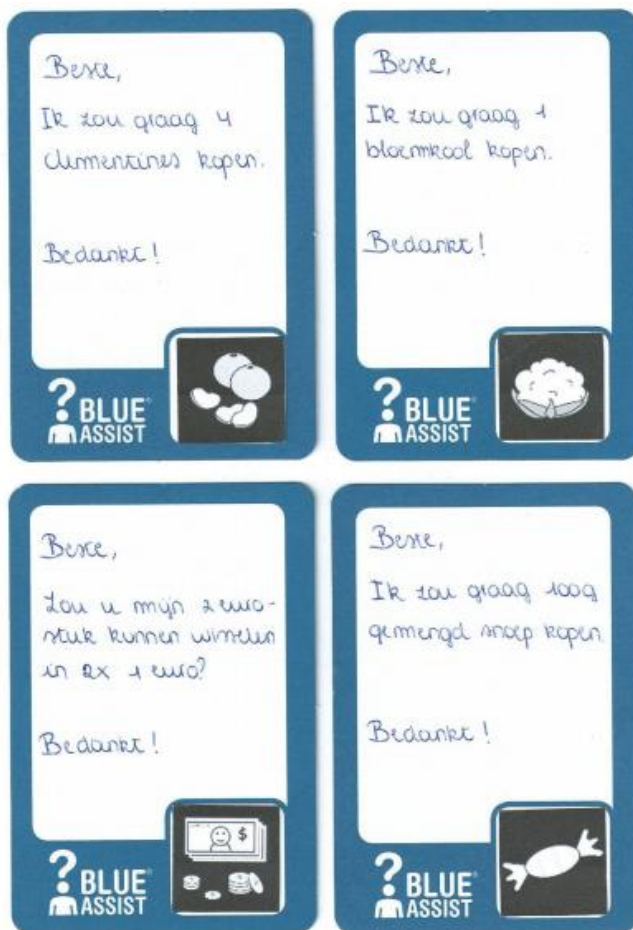 Beste,
Ik zou graag 4
clementines kopen.
Bedankt!
? BLUE®
ASSIST
Beste,
Ik zou graag 1
bloemkool kopen.
Bedankt!
? BLUE®
ASSIST
$
Beste,
Zou u mijn 2 euro-
stuk kunnen wisselen
in 2x 1 euro?
Bedankt!
? BLUE®
ASSIST
Beste,
Ik zou graag 100g
gemengd snoep kopen
Bedankt!
? BLUE®
ASSIST